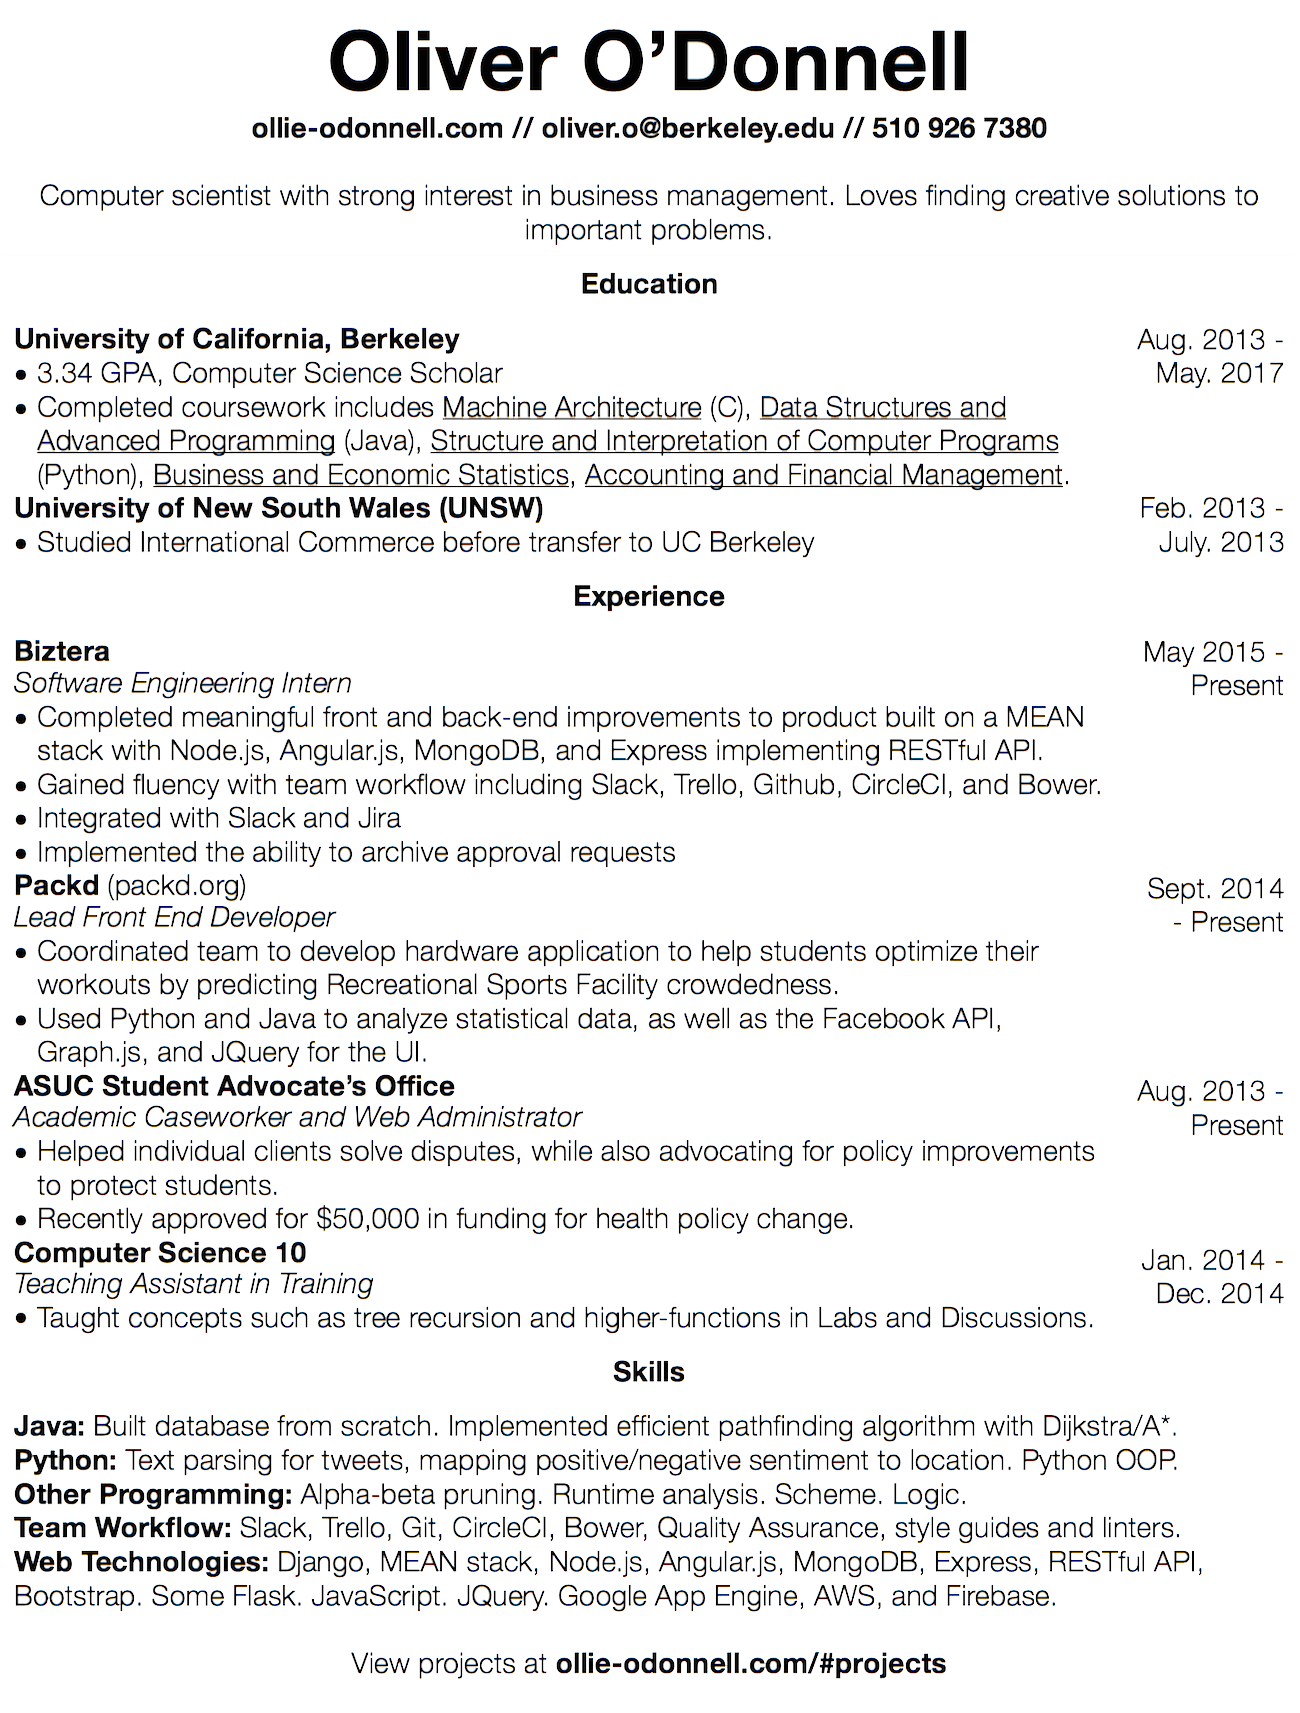 Oliver O’Donnell
ollie-odonnell.com // oliver.o@berkeley.edu // 510 926 7380
Computer scientist with strong interest in business management. Loves finding creative solutions to
important problems.
Education
University of California, Berkeley
Aug. 2013 -
• 3.34 GPA, Computer Science Scholar
May. 2017
• Completed coursework includes Machine Architecture (C), Data Structures and
Advanced Programming (Java), Structure and Interpretation of Computer Programs
(Python), Business and Economic Statistics, Accounting and Financial Management.
University of New South Wales (UNSW)
Feb. 2013 -
• Studied International Commerce before transfer to UC Berkeley
July. 2013
Experience
Biztera
May 2015 -
Software Engineering Intern
Present
• Completed meaningful front and back-end improvements to product built on a MEAN
stack with Node.js, Angular.js, MongoDB, and Express implementing RESTful API.
• Gained fluency with team workflow including Slack, Trello, Github, CircleCI, and Bower.
• Integrated with Slack and Jira
• Implemented the ability to archive approval requests
Packd (packd.org)
Sept. 2014
Lead Front End Developer
- Present
• Coordinated team to develop hardware application to help students optimize their
workouts by predicting Recreational Sports Facility crowdedness.
• Used Python and Java to analyze statistical data, as well as the Facebook API,
Graph.js, and JQuery for the UI.
ASUC Student Advocate’s Office
Aug. 2013 -
Academic Caseworker and Web Administrator
Present
• Helped individual clients solve disputes, while also advocating for policy improvements
to protect students.
• Recently approved for $50,000 in funding for health policy change.
Computer Science 10
Jan. 2014 -
Teaching Assistant in Training
Dec. 2014
• Taught concepts such as tree recursion and higher-functions in Labs and Discussions.
Skills
Java: Built database from scratch. Implemented efficient pathfinding algorithm with Dijkstra/A*.
Python: Text parsing for tweets, mapping positive/negative sentiment to location. Python OOP.
Other Programming: Alpha-beta pruning. Runtime analysis. Scheme. Logic.
Team Workflow: Slack, Trello, Git, CircleCI, Bower, Quality Assurance, style guides and linters.
Web Technologies: Django, MEAN stack, Node.js, Angular.js, MongoDB, Express, RESTful API,
Bootstrap. Some Flask. JavaScript. JQuery. Google App Engine, AWS, and Firebase.
View projects at ollie-odonnell.com/#projects